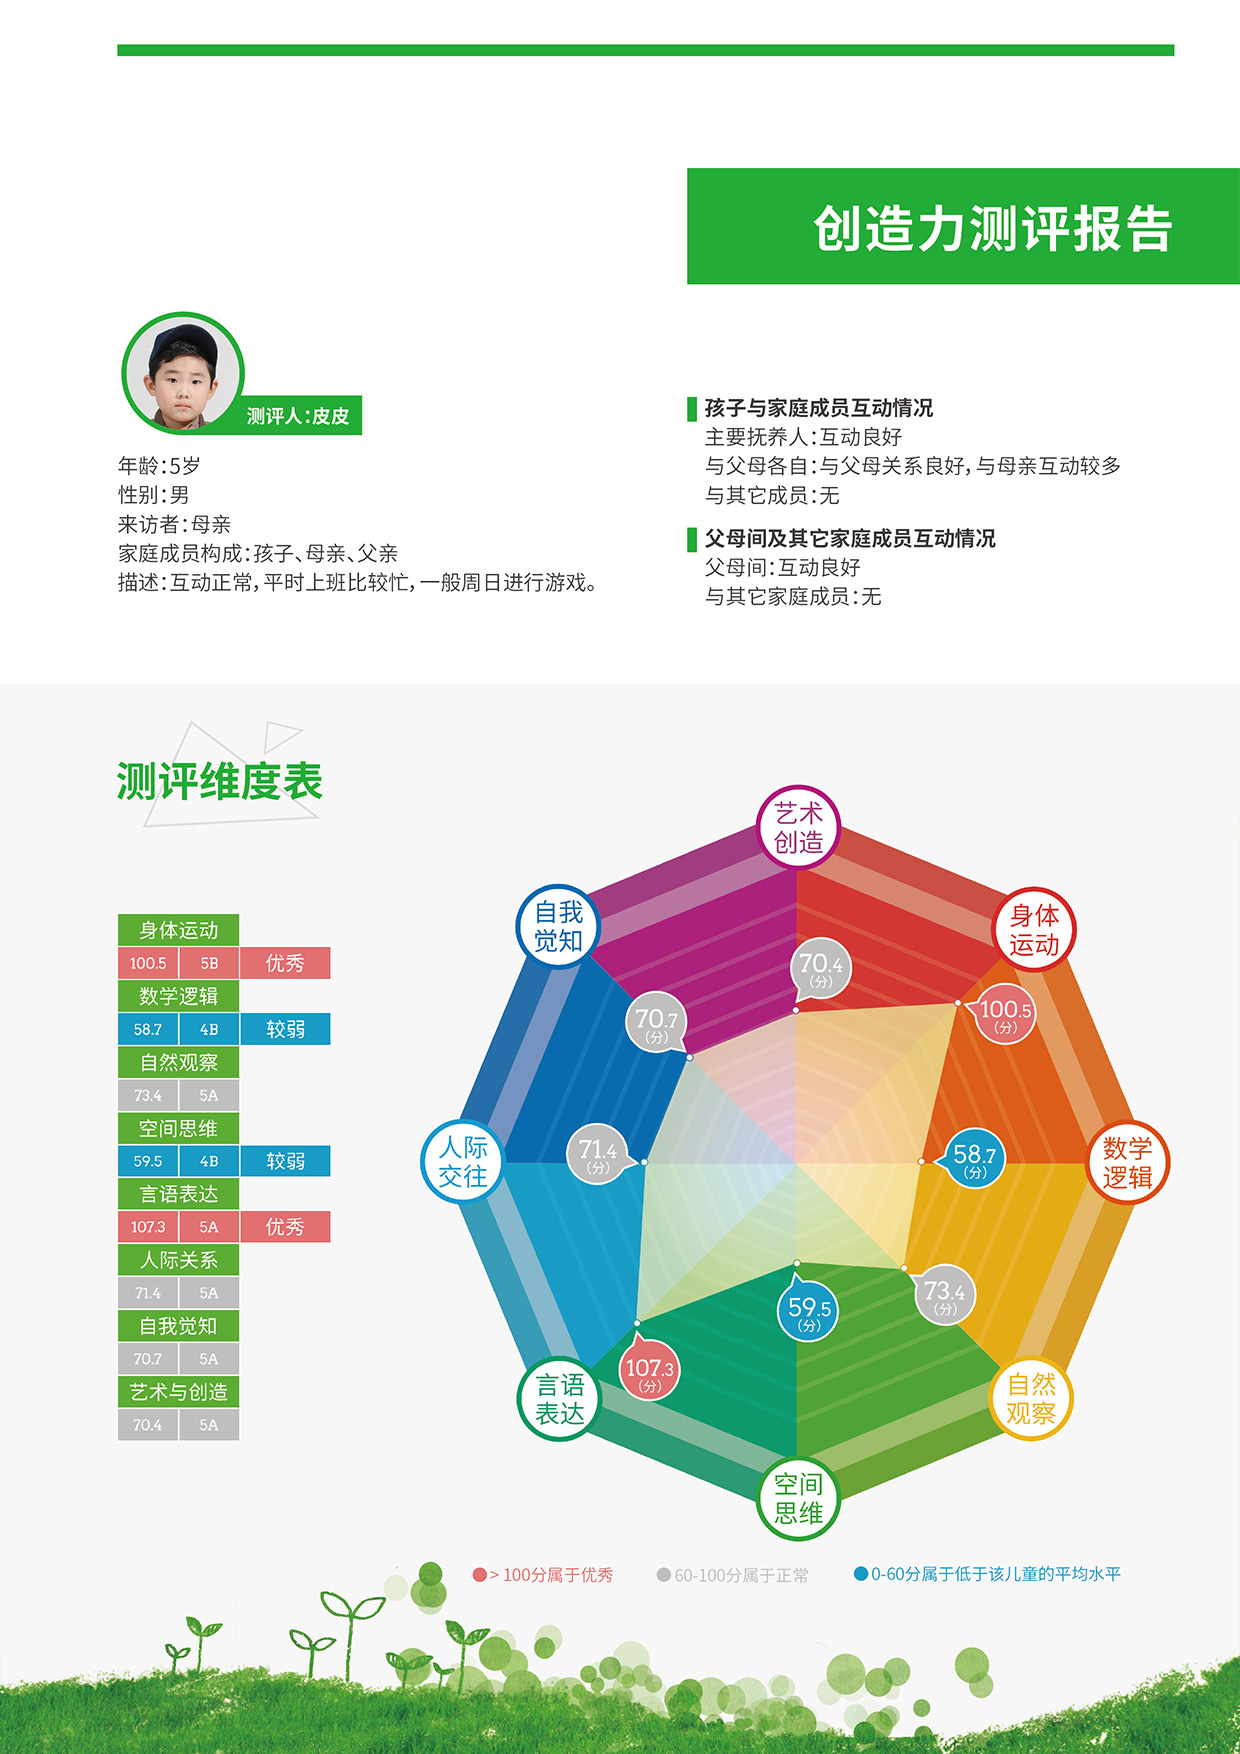 创造力测评报告
测评人：皮皮
年龄：5岁
性别：男
来访者：母亲
家庭成员构成：孩子、母亲、父亲
描述：互动正常，平时上班比较忙，一般周日进行游戏。
孩子与家庭成员互动情况
主要抚养人：互动良好
与父母各自：与父母关系良好，与母亲互动较多
与其它成员：无
父母间及其它家庭成员互动情况
父母间：互动良好
与其它家庭成员：无
测评维度表
身体运动
100.5 5B 优秀
数学逻辑
58.7 4B 较弱
自然观察
73.4 5A
空间思维
59.5 4B 较弱
言语表达
107.3 5A 优秀
人际关系
71.4 5A
自我觉知
70.7 5A
艺术与创造
70.4 5A
艺术
创造
身体
运动
数学
逻辑
自然
观察
空间
思维
言语
表达
人际
交往
自我
觉知
70.4
(分)
100.5
(分)
58.7
(分)
73.4
(分)
59.5
(分)
107.3
(分)
71.4
(分)
70.7
(分)
> 100分属于优秀
60-100分属于正常
0-60分属于低于该儿童的平均水平